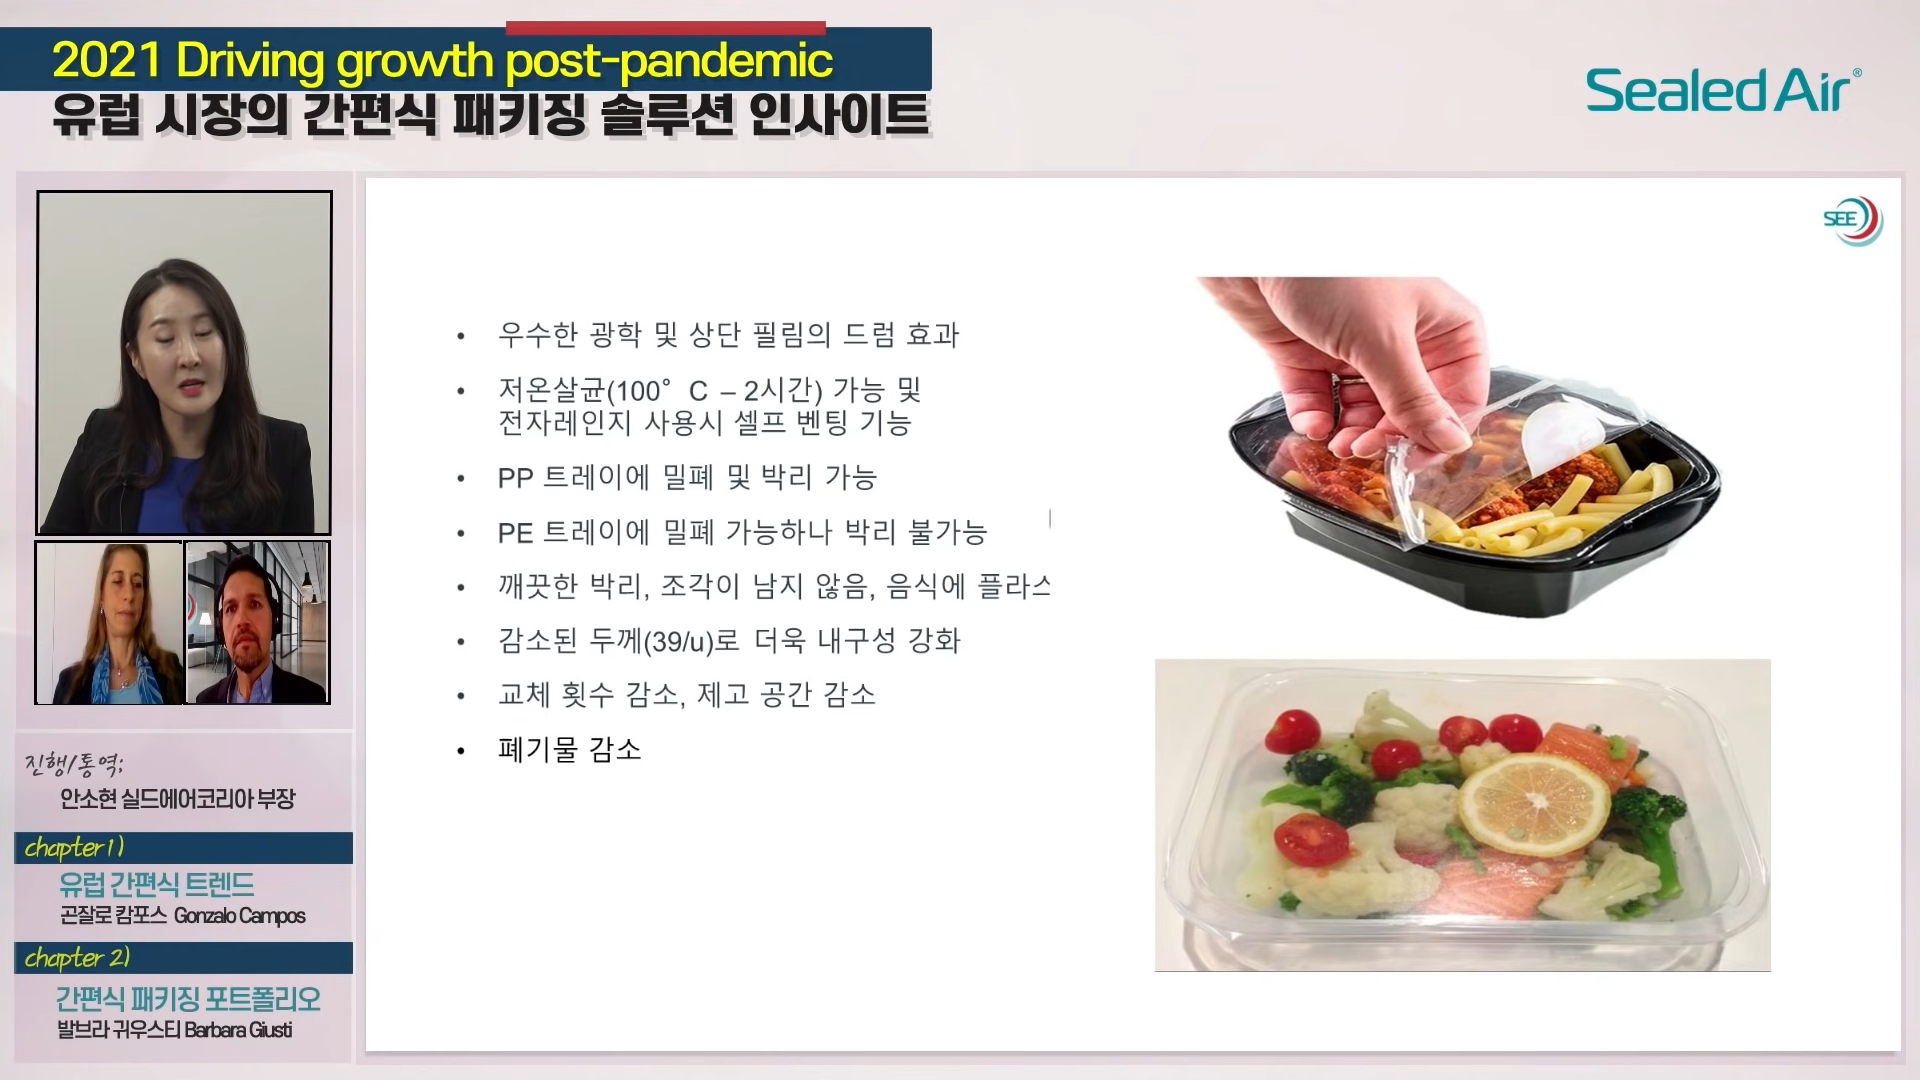 2021 Driving growth post-pandemic
유럽 시장의 간편식 패키징 솔루션 인사이트
Sealed Air®
SEE
• 우수한 광학 및 상단 필림의 드럼 효과
• 저온살균(100°C – 2시간) 가능 및
전자레인지 사용시 셀프 벤팅 기능
• PP 트레이에 밀폐 및 박리 가능
• PE 트레이에 밀폐 가능하나 박리 불가능
• 깨끗한 박리, 조각이 남지 않음, 음식에 플라스
• 감소된 두께(39/u)로 더욱 내구성 강화
• 교체 횟수 감소, 제고 공간 감소
• 폐기물 감소
진행/통역;
안소현 실드에어코리아 부장
chapter 1)
유럽 간편식 트렌드
곤잘로 캄포스 Gonzalo Campos
chapter 2)
간편식 패키징 포트폴리오
발브라 귀우스티 Barbara Giusti